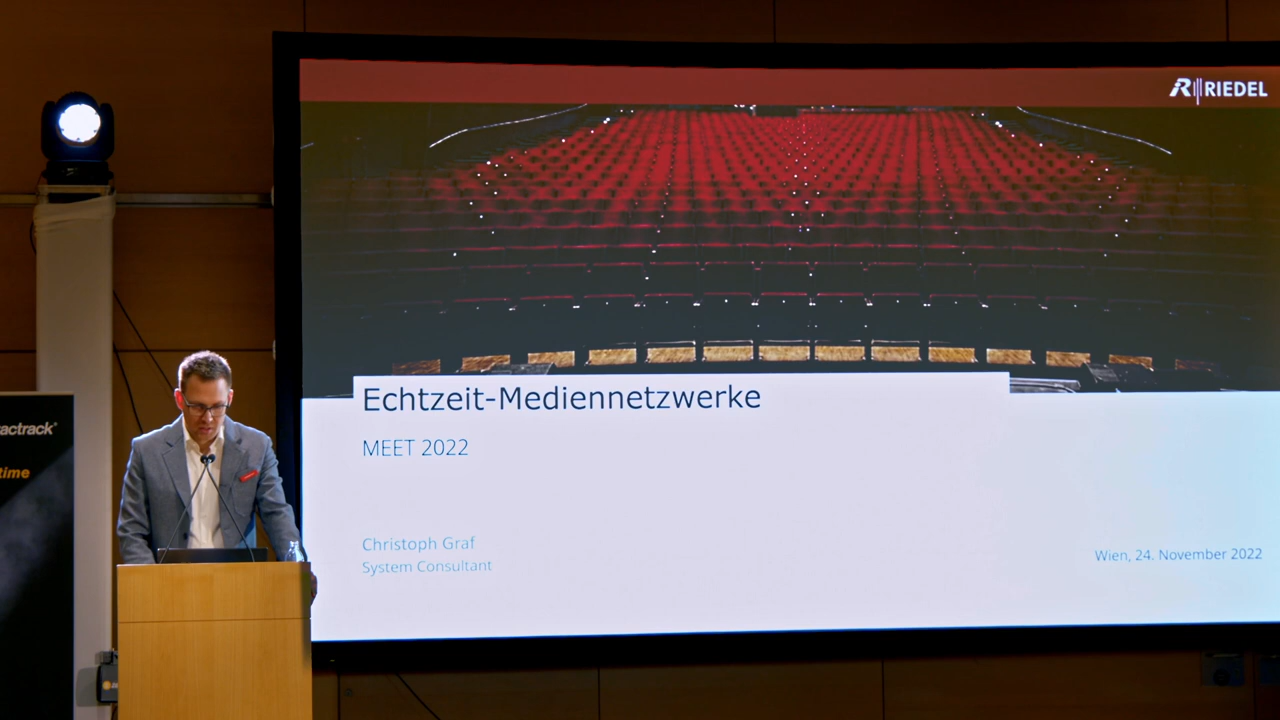 RIEDEL
Echtzeit-Mediennetzwerke
MEET 2022
Christoph Graf
System Consultant
Wien, 24. November 2022
actrack®
time